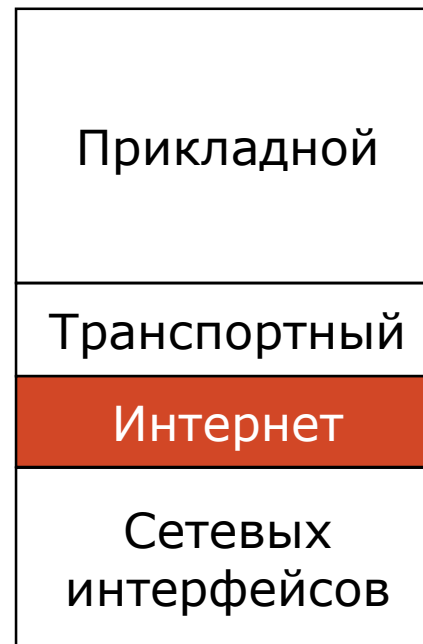 Прикладной
Транспортный
Интернет
Сетевых
интерфейсов